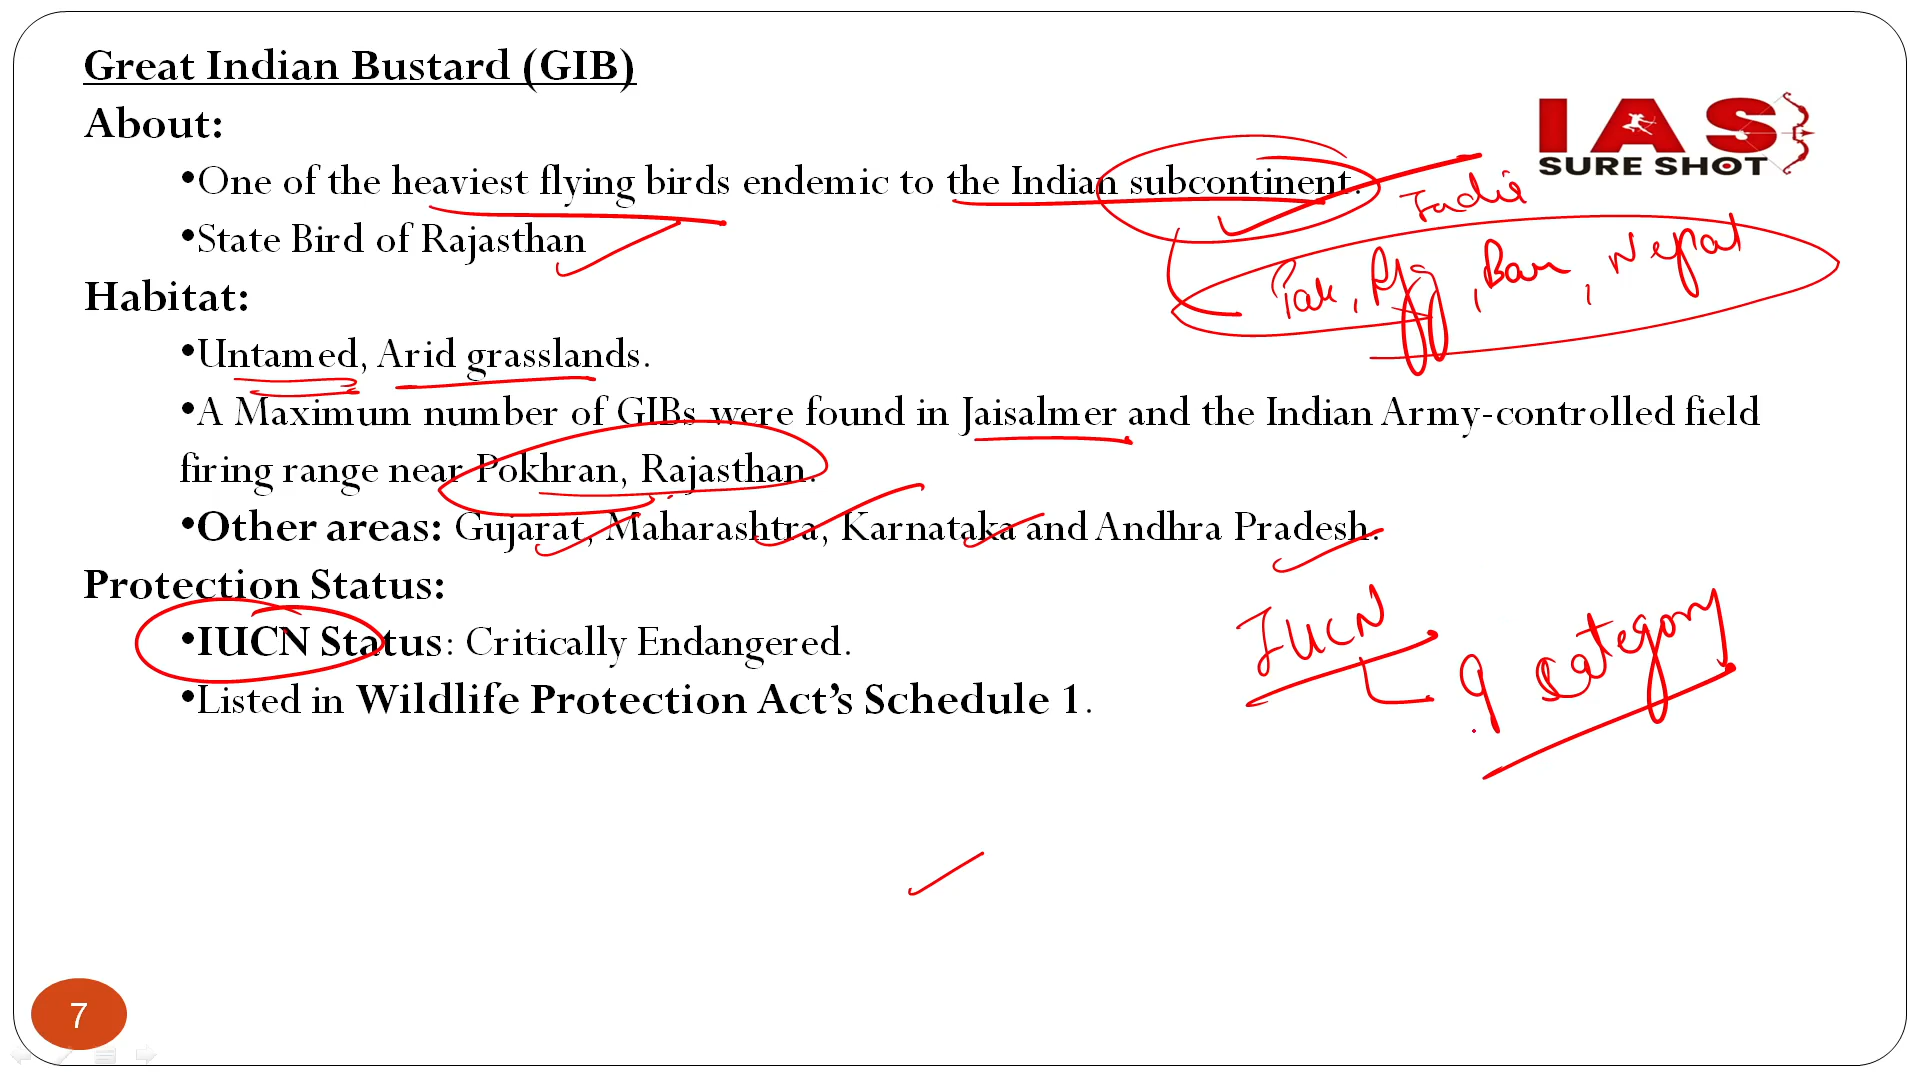 Great Indian Bustard (GIB)
About:
IAS
SURE SHOT
•One of the heaviest flying birds endemic to the Indian subcontinent.
India
•State Bird of Rajasthan
Pak, Afg, Ban, Nepal
Habitat:
•Untamed, Arid grasslands.
•A Maximum number of GIBs were found in Jaisalmer and the Indian Army-controlled field
firing range near Pokhran, Rajasthan.
•Other areas: Gujarat, Maharashtra, Karnataka and Andhra Pradesh.
Protection Status:
•IUCN Status: Critically Endangered.
IUCN
9 category
•Listed in Wildlife Protection Act's Schedule 1.
7